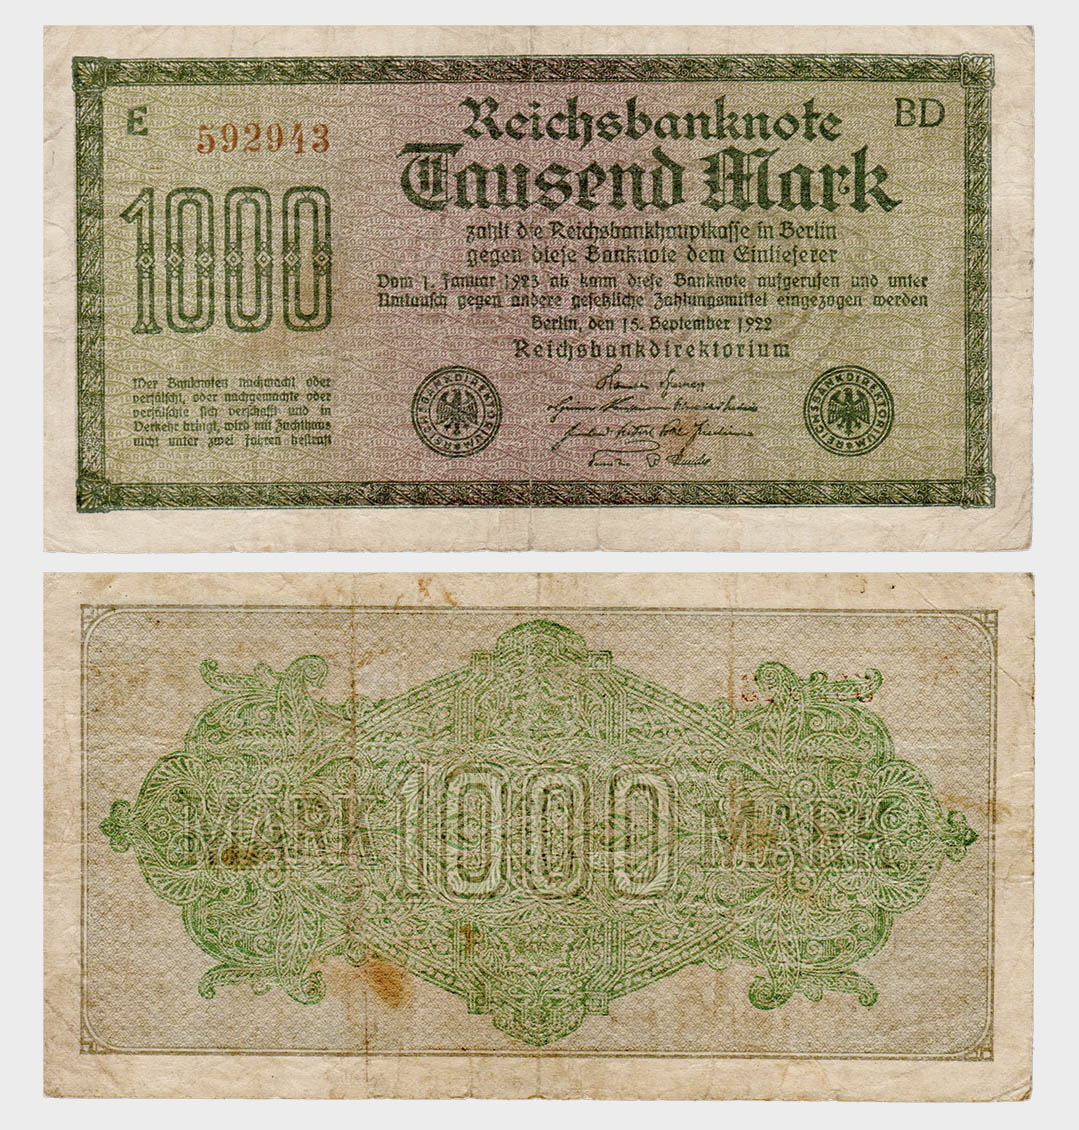 E
592943
BD
Reichsbanknote
Tausend Mark
1000
zahlt die Reichsbankhauptkasse in Berlin
gegen diese Banknote dem Einlieferer
Vom 1. Januar 1923 ab kann diese Banknote aufgerufen und unter
Umtausch gegen andere gesetzliche Zahlungsmittel eingezogen werden
Berlin, den 15. September 1922
Reichsbankdirektorium
Wer Banknoten nachmacht oder
verfälscht, oder nachgemachte oder
verfälschte sich verschafft und in
Verkehr bringt, wird mit Zuchthaus
nicht unter zwei Jahren bestraft
REICHSBANKDIREKTORIUM
REICHSBANKDIREKTORIUM
MARK 1000 MARK